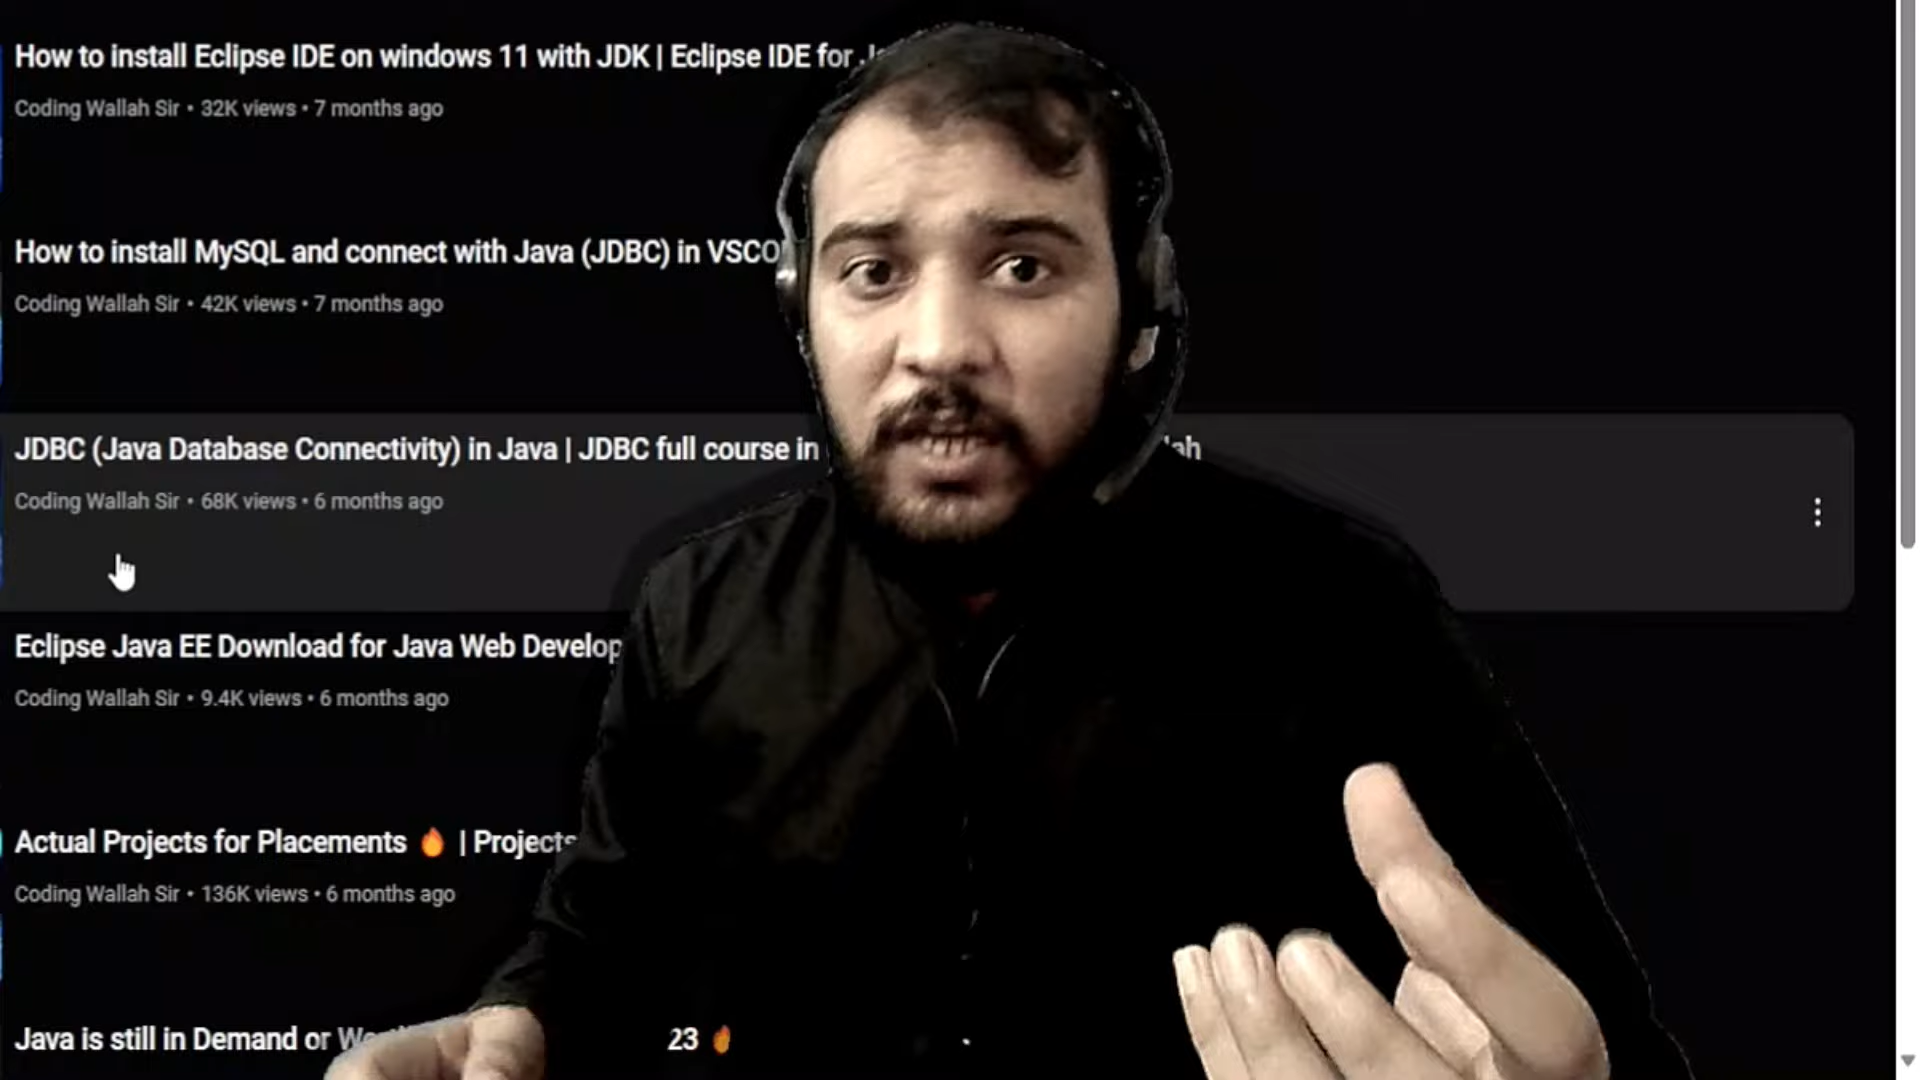 How to install Eclipse IDE on windows 11 with JDK | Eclipse IDE for
Coding Wallah Sir • 32K views • 7 months ago
How to install MySQL and connect with Java (JDBC) in
Coding Wallah Sir • 42K views • 7 months ago
JDBC (Java Database Connectivity) in Java | JDBC full course in
Coding Wallah Sir • 68K views • 6 months ago
Eclipse Java EE Download for Java Web
Coding Wallah Sir • 9.4K views • 6 months ago
Actual Projects for Placements 🔥 | Projects
Coding Wallah Sir • 136K views • 6 months ago
Java is still in Demand or 23 🔥